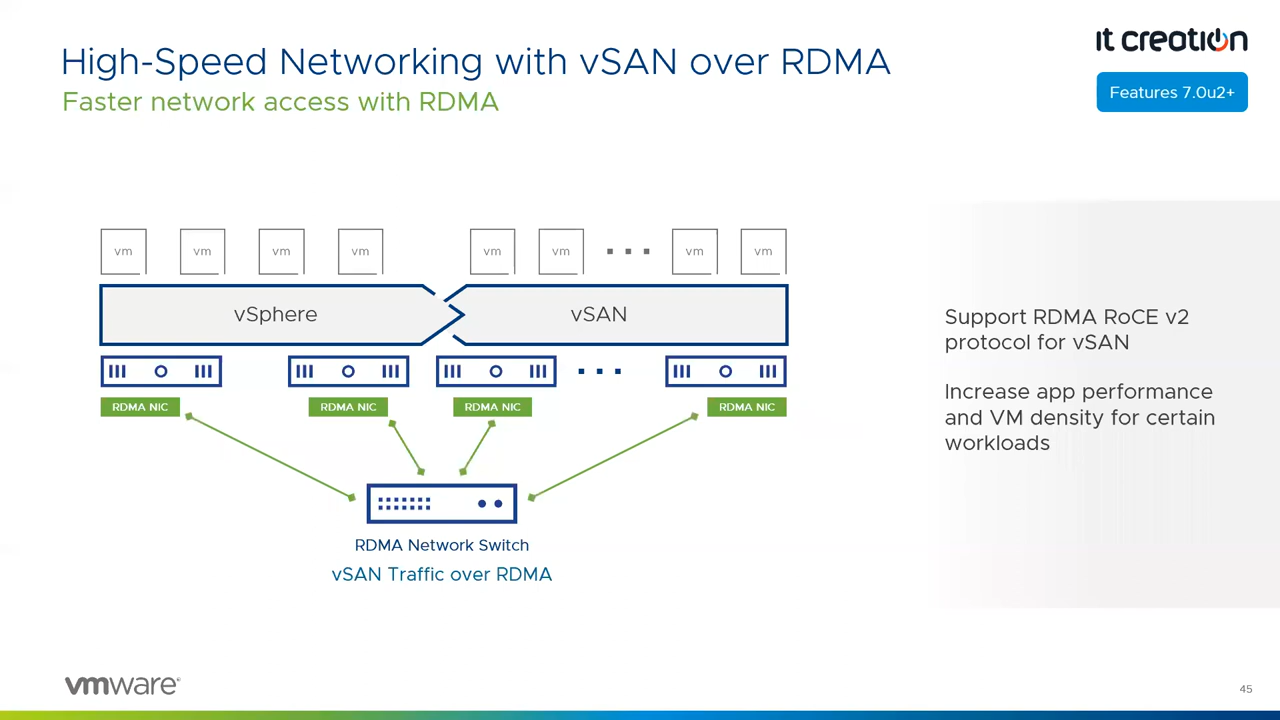 High-Speed Networking with vSAN over RDMA
Faster network access with RDMA
it creation
Features 7.0u2+
vm vm vm vm vm vm vm vm
vSphere vSAN
RDMA NIC RDMA NIC RDMA NIC RDMA NIC
RDMA Network Switch
vSAN Traffic over RDMA
Support RDMA RoCE v2
protocol for vSAN
Increase app performance
and VM density for certain
workloads
vmware®
45